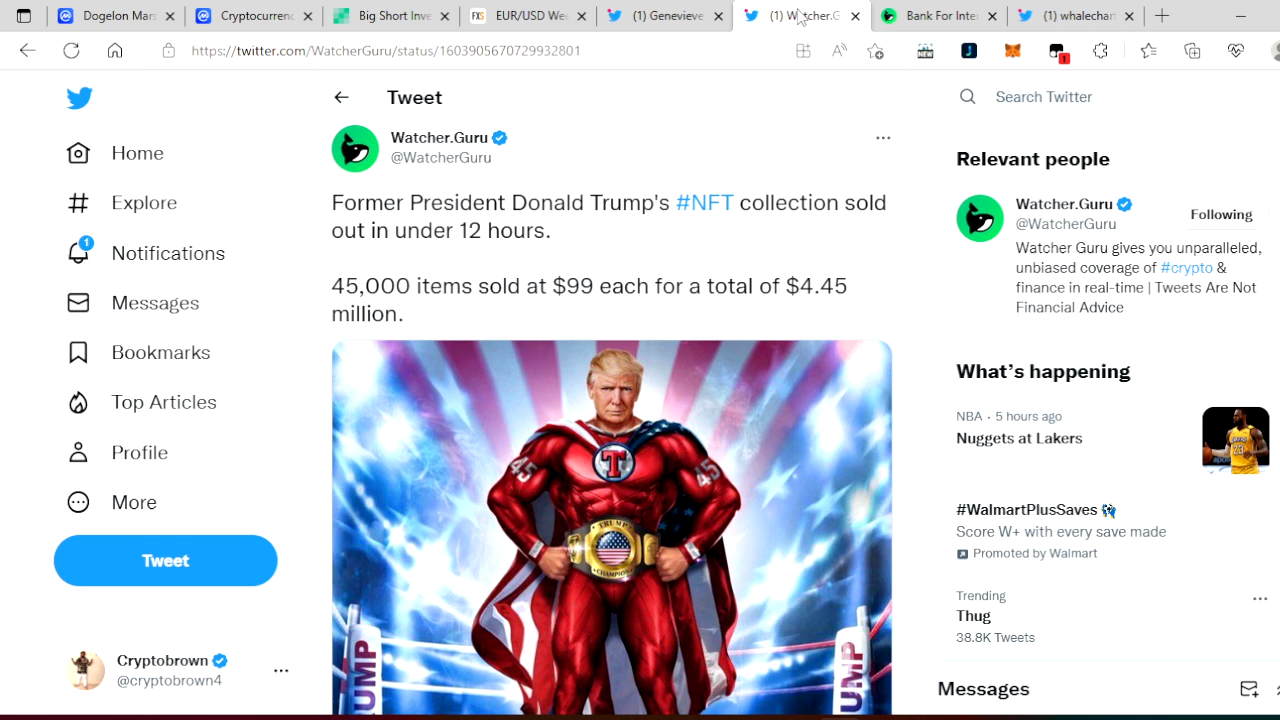 Dogelon Mars
Cryptocurrenc
Big Short Inve
EUR/USD Wee
(1) Genevieve
(1) Watcher.G
Bank For Inter
(1) whalechart
https://twitter.com/WatcherGuru/status/1603905670729932801
NEW
1
Home
Explore
1
Notifications
Messages
Bookmarks
Top Articles
Profile
More
Tweet
Cryptobrown
@cryptobrown4
Tweet
Watcher.Guru
@WatcherGuru
Former President Donald Trump's #NFT collection sold
out in under 12 hours.
45,000 items sold at $99 each for a total of $4.45
million.
T
45
45
TRUMP
CHAMPION
UMP
UMP
Search Twitter
Relevant people
Watcher.Guru
@WatcherGuru
Following
Watcher Guru gives you unparalleled,
unbiased coverage of #crypto &
finance in real-time | Tweets Are Not
Financial Advice
What's happening
NBA · 5 hours ago
Nuggets at Lakers
#WalmartPlusSaves
Score W+ with every save made
Promoted by Walmart
Trending
Thug
38.8K Tweets
Messages